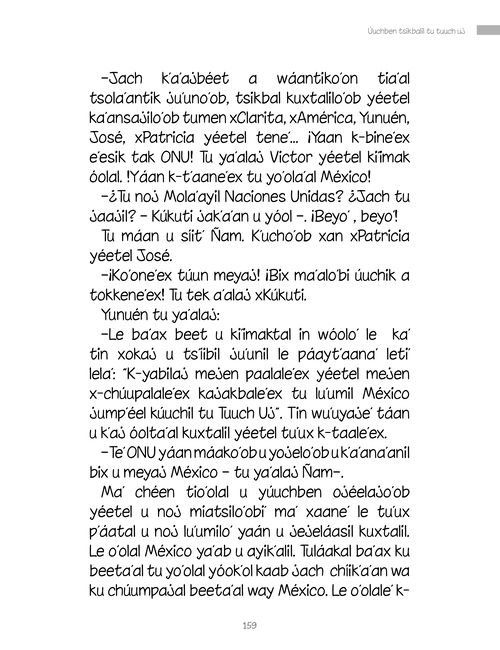 Úuchben tsikbalil tu tuuch uj
–Jach k'a'ajbéet a wáantiko'on tia'al
tsola'antik ju'uno'ob, tsikbal kuxtalilo'ob yéetel
ka'ansajilo'ob tumen xClarita, xAmérica, Yunuén,
José, xPatricia yéetel tene'... ¡Yaan k-bine'ex
e'esik tak ONU! Tu ya'alaj Victor yéetel ki'imak
óolal. !Yáan k-t'aane'ex tu yo'ola'al México!
–¿Tu noj Mola'ayil Naciones Unidas? ¿Jach tu
jaajil? – Kúkuti jak'a'an u yóol –. ¡Beyo' , beyo'!
Tu máan u síit' Ñam. K'ucho'ob xan xPatricia
yéetel José.
–¡Ko'one'ex túun meyaj! ¡Bix ma'alo'bi úuchik a
tokkene'ex! Tu tek a'alaj xKúkuti.
Yunuén tu ya'alaj:
–Le ba'ax beet u ki'imaktal in wóolo' le ka'
tin xokaj u ts'íibil ju'unil le páayt'aana' leti'
lela': "K-yabilaj mejen paalale'ex yéetel mejen
x-chúupalale'ex kajakbale'ex tu lu'umil México
jump'éel kúuchil tu Tuuch Uj". Tin wu'uyaje' táan
u k'aj óolta'al kuxtalil yéetel tu'ux k-taale'ex.
–Te' ONU yáan máako'ob u yojelo'ob u k'a'ana'anil
bix u meyaj México – tu ya'alaj Ñam–.
Ma' chéen tio'olal u yúuchben ojéelajo'ob
yéetel u noj miatsilo'obi' ma' xaane' le tu'ux
p'áatal u noj lu'umilo' yaán u jejeláasil kuxtalil.
Le o'olal México ya'ab u ayik'alil. Tuláakal ba'ax ku
beeta'al tu yo'olal yóok'ol kaab jach chíik'a'an wa
ku chúumpajal beeta'al way México. Le o'olale' k-
159